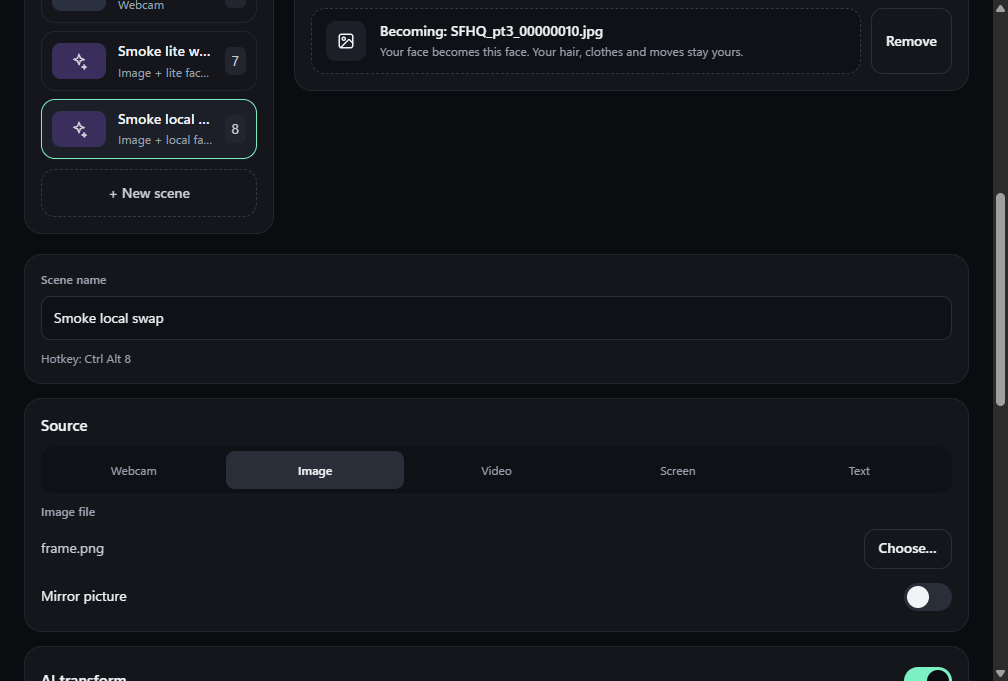 Webcam
Smoke lite w...
Image + lite fac...
7
Smoke local ...
Image + local fa...
8
+ New scene
Becoming: SFHQ_pt3_00000010.jpg
Your face becomes this face. Your hair, clothes and moves stay yours.
Remove
Scene name
Smoke local swap
Hotkey: Ctrl Alt 8
Source
Webcam
Image
Video
Screen
Text
Image file
frame.png
Choose...
Mirror picture
AI transform